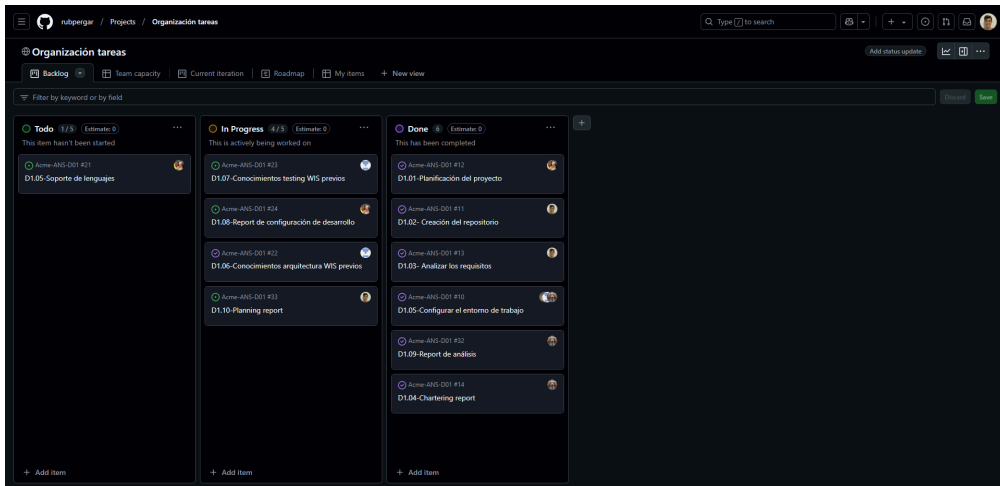 rubpergar / Projects / Organización tareas
Type / to search
Organización tareas
Add status update
Backlog
Team capacity
Current iteration
Roadmap
My items
+ New view
Filter by keyword or by field
Discard
Save
Todo 1 / 5 Estimate: 0
This item hasn't been started
Acme-ANS-D01 #21
D1.05-Soporte de lenguajes
+ Add item
In Progress 4 / 5 Estimate: 0
This is actively being worked on
Acme-ANS-D01 #23
D1.07-Conocimientos testing WIS previos
Acme-ANS-D01 #24
D1.08-Report de configuración de desarrollo
Acme-ANS-D01 #22
D1.06-Conocimientos arquitectura WIS previos
Acme-ANS-D01 #33
D1.10-Planning report
+ Add item
Done 6 Estimate: 0
This has been completed
Acme-ANS-D01 #12
D1.01-Planificación del proyecto
Acme-ANS-D01 #11
D1.02- Creación del repositorio
Acme-ANS-D01 #13
D1.03- Analizar los requisitos
Acme-ANS-D01 #10
D1.05-Configurar el entorno de trabajo
Acme-ANS-D01 #32
D1.09-Report de análisis
Acme-ANS-D01 #14
D1.04-Chartering report
+ Add item